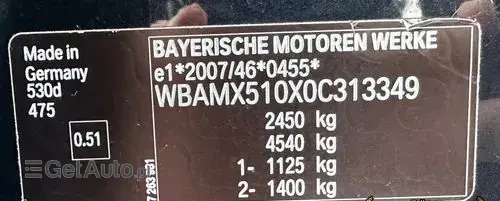 Made in
Germany
530d
475
0.51
BAYERISCHE MOTOREN WERKE
e1*2007/46*0455*
WBAMX510X0C313349
2450 kg
4540 kg
1- 1125 kg
2- 1400 kg
GetAuto